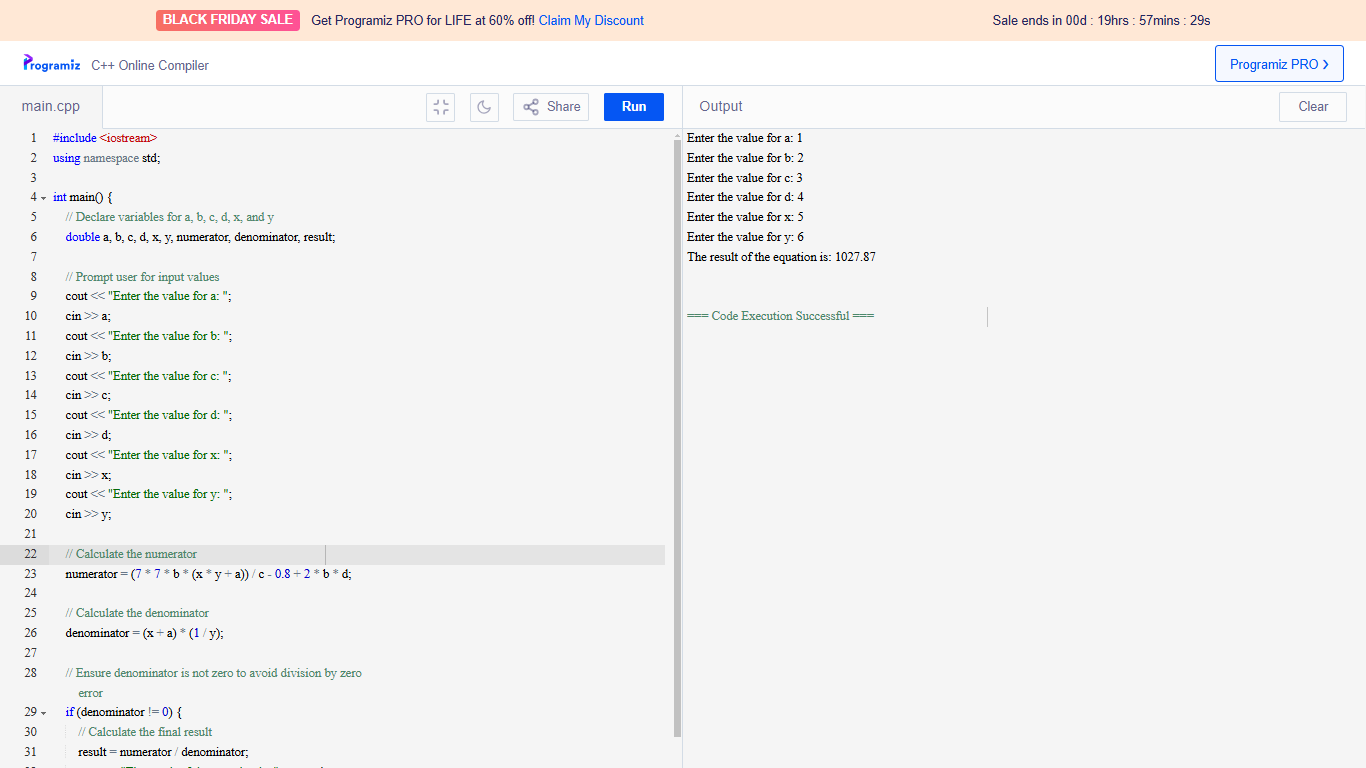 BLACK FRIDAY SALE Get Programiz PRO for LIFE at 60% off! Claim My Discount Sale ends in 00d : 19hrs : 57mins : 29s
Programiz C++ Online Compiler Programiz PRO
main.cpp Share Run Output Clear
1 #include <iostream>
2 using namespace std;
3
4 int main() {
5 // Declare variables for a, b, c, d, x, and y
6 double a, b, c, d, x, y, numerator, denominator, result;
7
8 // Prompt user for input values
9 cout << "Enter the value for a: ";
10 cin >> a;
11 cout << "Enter the value for b: ";
12 cin >> b;
13 cout << "Enter the value for c: ";
14 cin >> c;
15 cout << "Enter the value for d: ";
16 cin >> d;
17 cout << "Enter the value for x: ";
18 cin >> x;
19 cout << "Enter the value for y: ";
20 cin >> y;
21
22 // Calculate the numerator
23 numerator = (7 * 7 * b * (x * y + a)) / c - 0.8 + 2 * b * d;
24
25 // Calculate the denominator
26 denominator = (x + a) * (1 / y);
27
28 // Ensure denominator is not zero to avoid division by zero
error
29 if (denominator != 0) {
30 // Calculate the final result
31 result = numerator / denominator;
Enter the value for a: 1
Enter the value for b: 2
Enter the value for c: 3
Enter the value for d: 4
Enter the value for x: 5
Enter the value for y: 6
The result of the equation is: 1027.87
=== Code Execution Successful ===